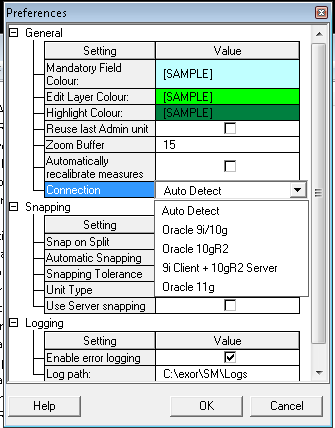 Preferences
General
Setting Value
Mandatory Field
Colour: [SAMPLE]
Edit Layer Colour: [SAMPLE]
Highlight Colour: [SAMPLE]
Reuse last Admin unit
Zoom Buffer 15
Automatically
recalibrate measures
Connection Auto Detect
Auto Detect
Oracle 9i/10g
Oracle 10gR2
9i Client + 10gR2 Server
Oracle 11g
Snapping
Setting
Snap on Split
Automatic Snapping
Snapping Tolerance
Unit Type
Use Server snapping
Logging
Setting Value
Enable error logging
Log path: C:\exor\SM\Logs
Help OK Cancel